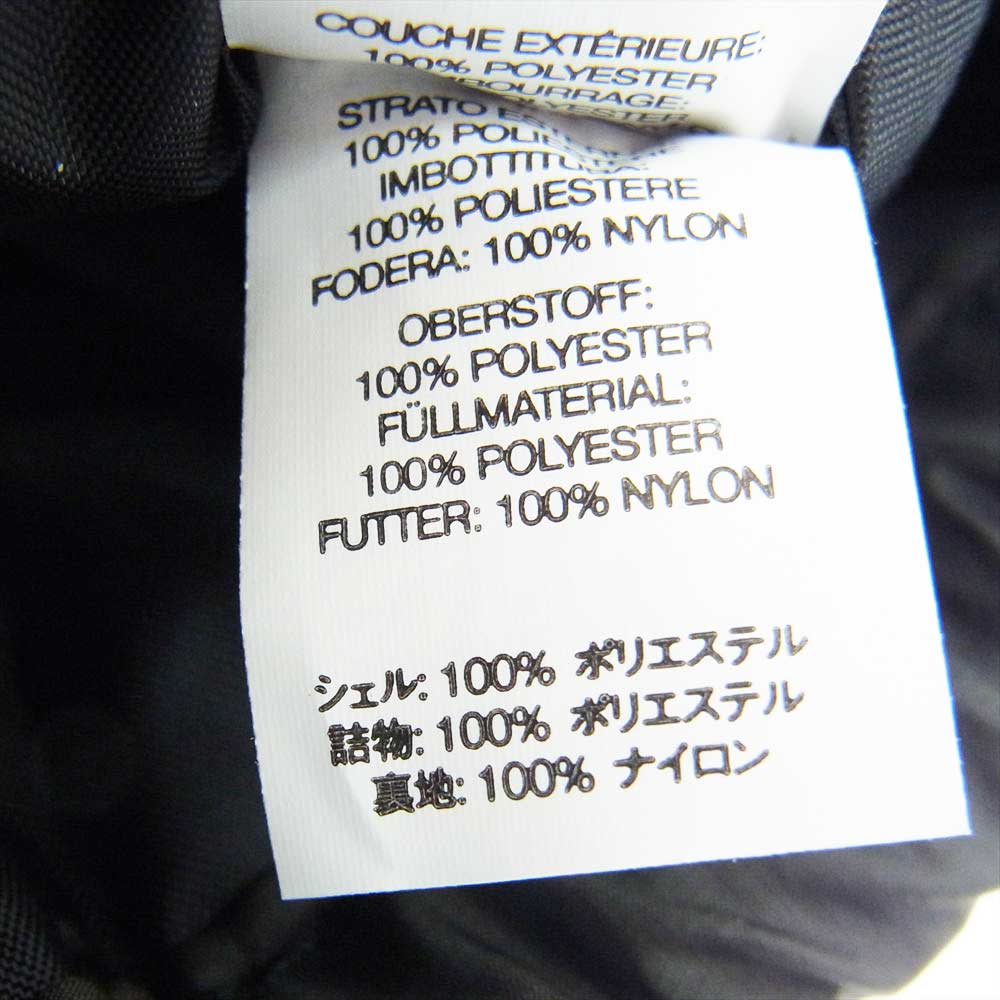 COUCHE EXTÉRIEURE:
100% POLYESTER
STRATO
100%
100% POLIESTERE
FODERA: 100% NYLON
OBERSTOFF:
100% POLYESTER
FÜLLMATERIAL:
100% POLYESTER
FUTTER: 100% NYLON
シェル: 100% ポリエステル
詰物: 100% ポリエステル
裏地: 100% ナイロン